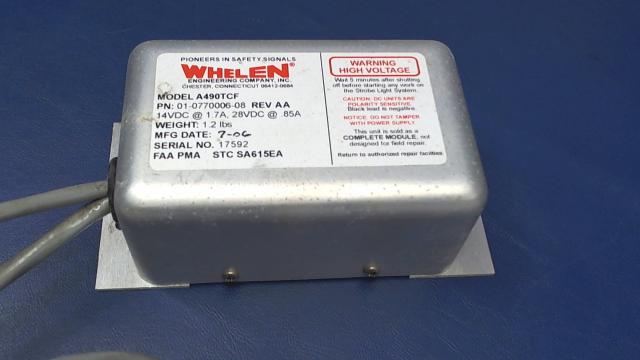 PIONEERS IN SAFETY SIGNALS
WHELEN
ENGINEERING COMPANY, INC.
CHESTER, CONNECTICUT 06412-0684
MODEL A490TCF
PN: 01-0770006-08 REV AA
14VDC @ 1.7A, 28VDC @ .85A
WEIGHT: 1.2 lbs
MFG DATE: 7-06
SERIAL NO. 17592
FAA PMA STC SA615EA
WARNING
HIGH VOLTAGE
Wait 5 minutes after shutting
off before starting any work on
the Strobe Light System.
CAUTION: DC UNITS ARE
POLARITY SENSITIVE
Black lead is negative.
NOTICE: DO NOT TAMPER
WITH POWER SUPPLY
This unit is sold as a
COMPLETE MODULE, not
designed for field repair.
Return to authorized repair facilities